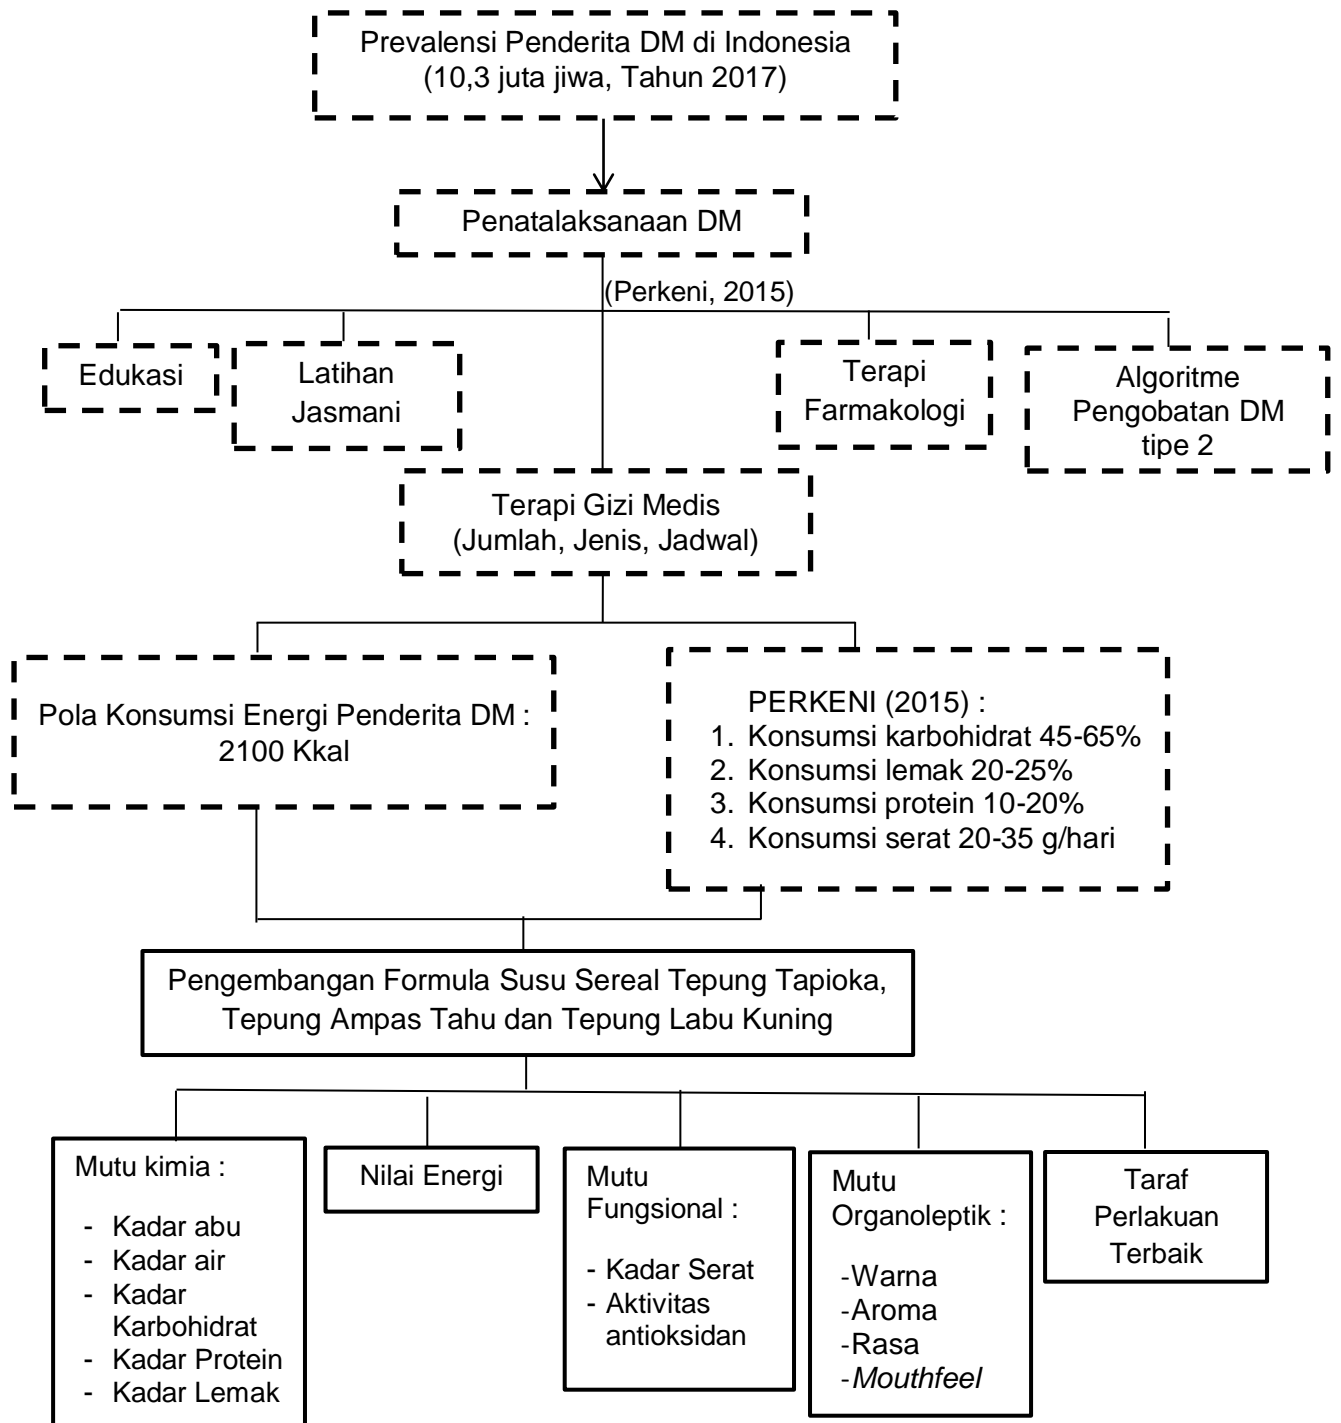 Prevalensi Penderita DM di Indonesia
(10,3 juta jiwa, Tahun 2017)
Penatalaksanaan DM
(Perkeni, 2015)
Edukasi
Latihan
Jasmani
Terapi
Farmakologi
Algoritme
Pengobatan DM
tipe 2
Terapi Gizi Medis
(Jumlah, Jenis, Jadwal)
Pola Konsumsi Energi Penderita DM :
2100 Kkal
PERKENI (2015) :
1. Konsumsi karbohidrat 45-65%
2. Konsumsi lemak 20-25%
3. Konsumsi protein 10-20%
4. Konsumsi serat 20-35 g/hari
Pengembangan Formula Susu Sereal Tepung Tapioka,
Tepung Ampas Tahu dan Tepung Labu Kuning
Mutu kimia :
- Kadar abu
- Kadar air
- Kadar
Karbohidrat
- Kadar Protein
- Kadar Lemak
Nilai Energi
Mutu
Fungsional :
- Kadar Serat
- Aktivitas
antioksidan
Mutu
Organoleptik :
-Warna
-Aroma
-Rasa
-Mouthfeel
Taraf
Perlakuan
Terbaik